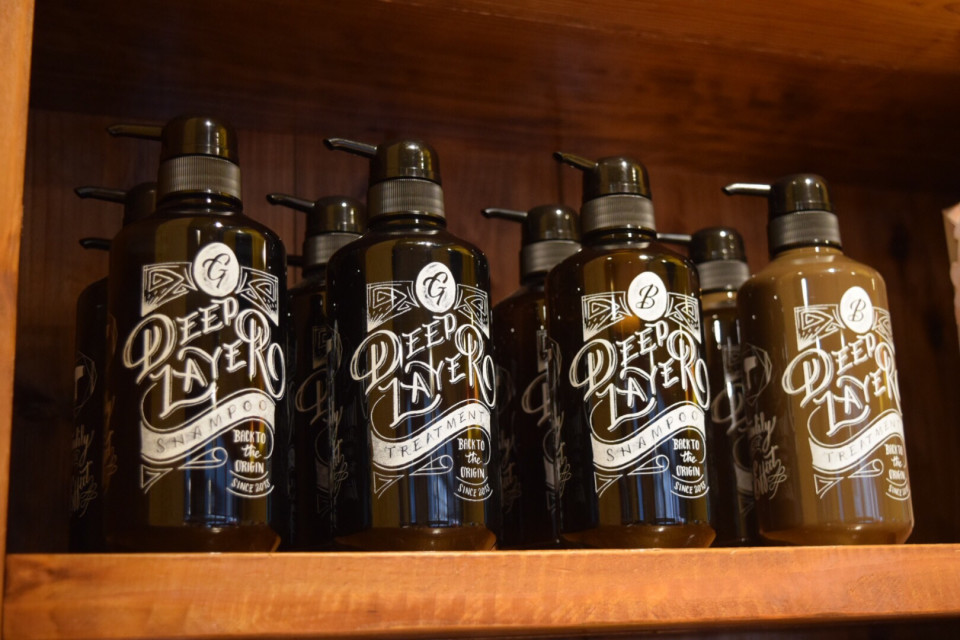 G
DEEP
LAYER
SHAMPOO
BACK TO
the
ORIGIN
SINCE 2013
G
DEEP
LAYER
TREATMENT
BACK TO
the
ORIGIN
SINCE 2013
B
DEEP
LAYER
SHAMPOO
BACK TO
the
ORIGIN
SINCE 2013
B
DEEP
LAYER
TREATMENT
BACK TO
the
ORIGIN
SINCE 2013